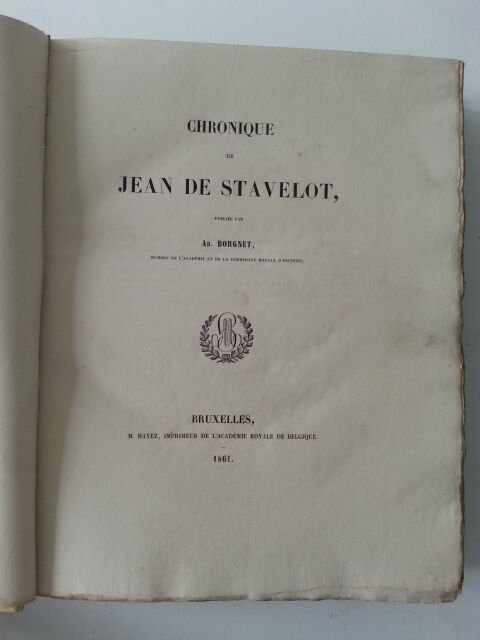 CHRONIQUE
DE
JEAN DE STAVELOT,
PUBLIÉE PAR
AD. BORGNET,
MEMBRE DE L'ACADÉMIE ET DE LA COMMISSION ROYALE D'HISTOIRE.
BRUXELLES,
M. HAYEZ, IMPRIMEUR DE L'ACADÉMIE ROYALE DE BELGIQUE.
1861.